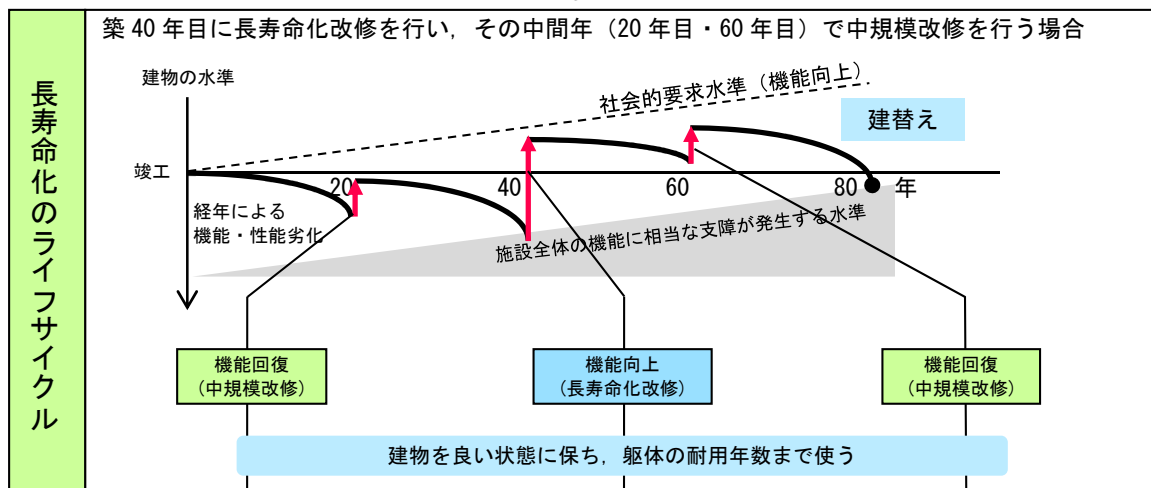 築 40 年目に長寿命化改修を行い，その中間年（20 年目・60 年目）で中規模改修を行う場合
長寿命化のライフサイクル
建物の水準
社会的要求水準（機能向上）
建替え
竣工
20
40
60
80
年
経年による
機能・性能劣化
施設全体の機能に相当な支障が発生する水準
機能回復
（中規模改修）
機能向上
（長寿命化改修）
機能回復
（中規模改修）
建物を良い状態に保ち，躯体の耐用年数まで使う